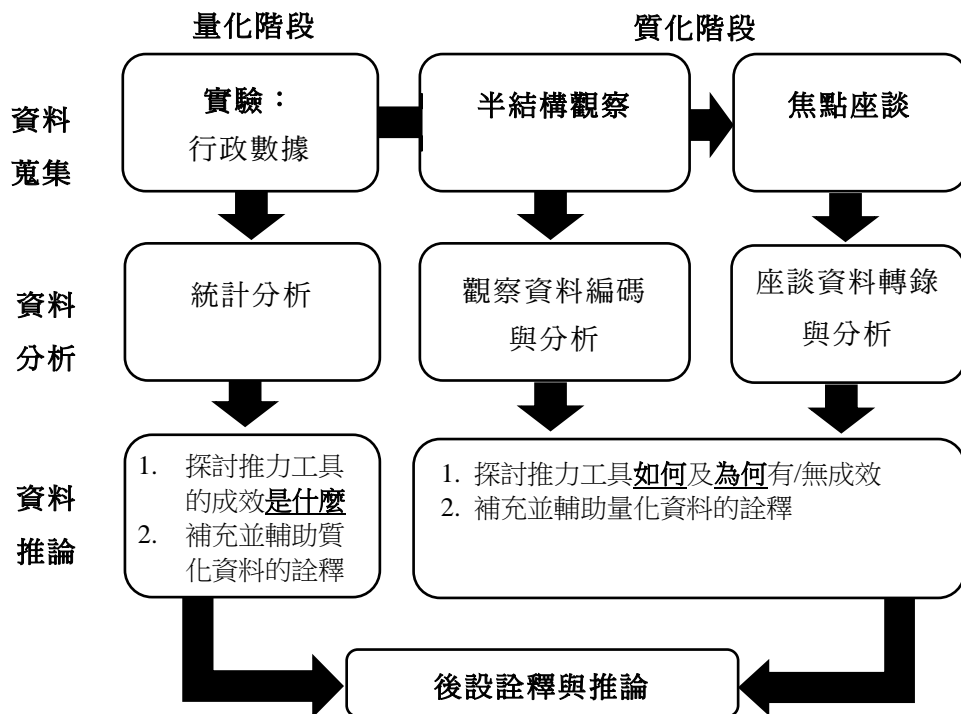 量化階段
質化階段
資料
蒐集
實驗：
行政數據
半結構觀察
焦點座談
資料
分析
統計分析
觀察資料編碼
與分析
座談資料轉錄
與分析
資料
推論
1. 探討推力工具
的成效是什麼
2. 補充並輔助質
化資料的詮釋
1. 探討推力工具如何及為何有/無成效
2. 補充並輔助量化資料的詮釋
後設詮釋與推論